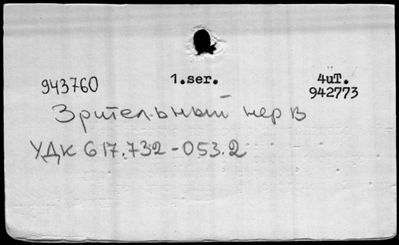 943760 1.ser. 4uT.
942773
Зрительный нерв
УДК 617.732-053.2